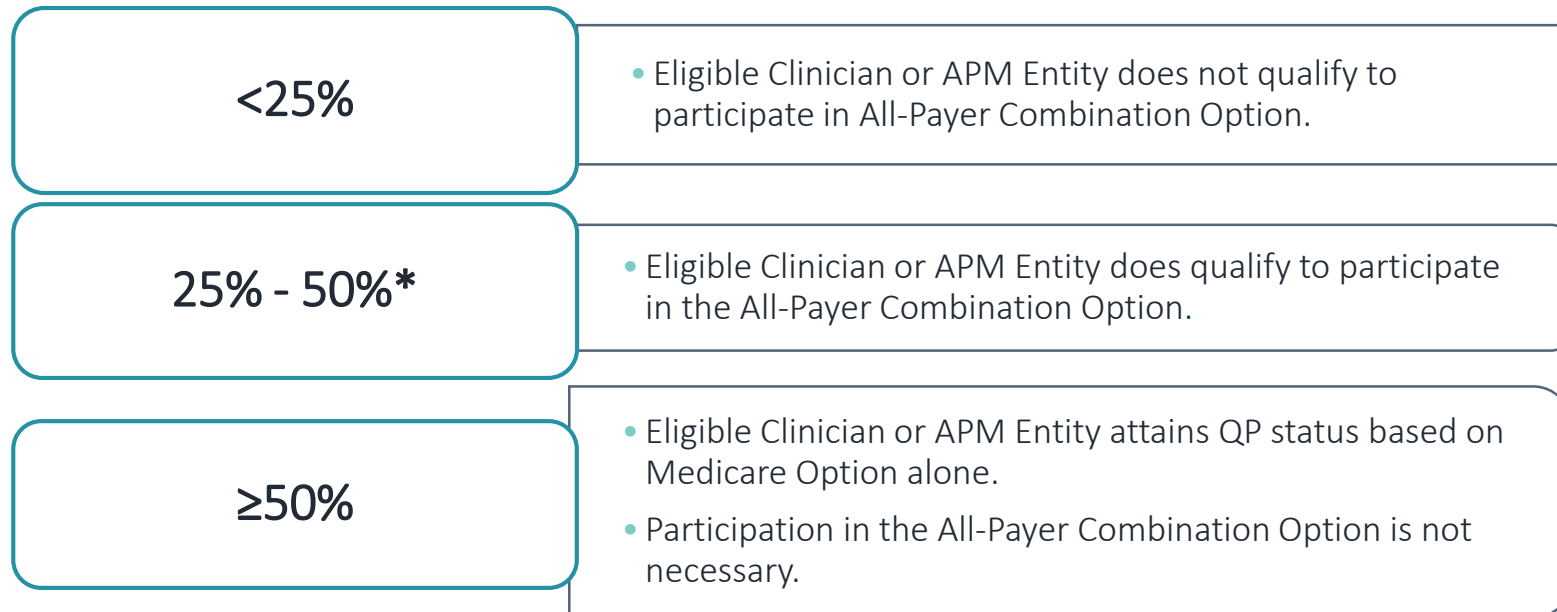 <25%
• Eligible Clinician or APM Entity does not qualify to
participate in All-Payer Combination Option.
25% - 50%*
• Eligible Clinician or APM Entity does qualify to participate
in the All-Payer Combination Option.
≥50%
• Eligible Clinician or APM Entity attains QP status based on
Medicare Option alone.
• Participation in the All-Payer Combination Option is not
necessary.